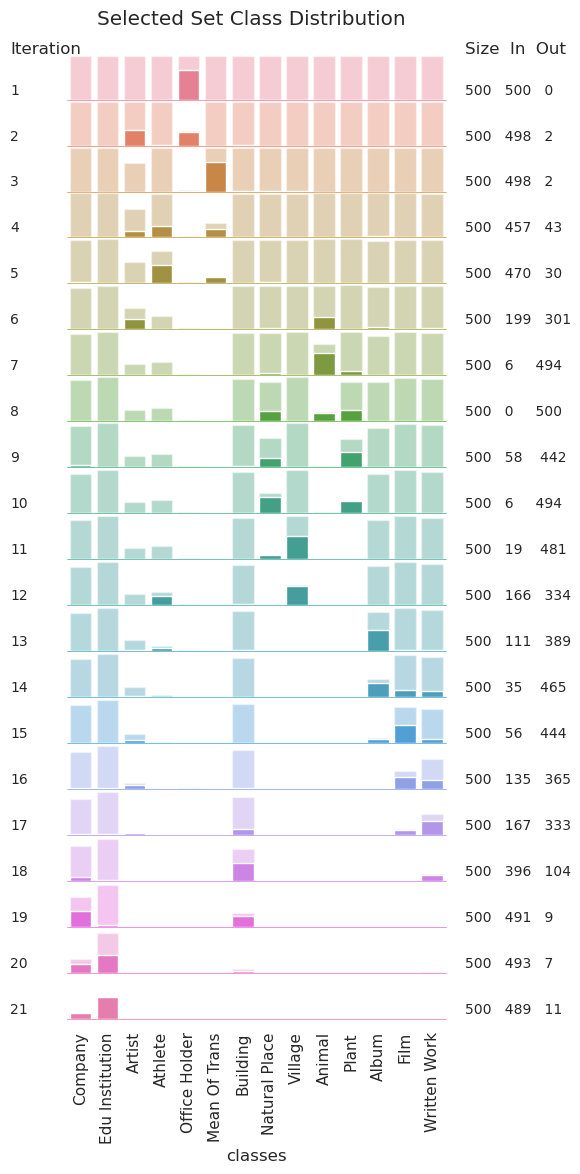 Selected Set Class Distribution
Iteration Size In Out
1 500 500 0
2 500 498 2
3 500 498 2
4 500 457 43
5 500 470 30
6 500 199 301
7 500 6 494
8 500 0 500
9 500 58 442
10 500 6 494
11 500 19 481
12 500 166 334
13 500 111 389
14 500 35 465
15 500 56 444
16 500 135 365
17 500 167 333
18 500 396 104
19 500 491 9
20 500 493 7
21 500 489 11
Company
Edu Institution
Artist
Athlete
Office Holder
Mean Of Trans
Building
Natural Place
Village
Animal
Plant
Album
Film
Written Work
classes